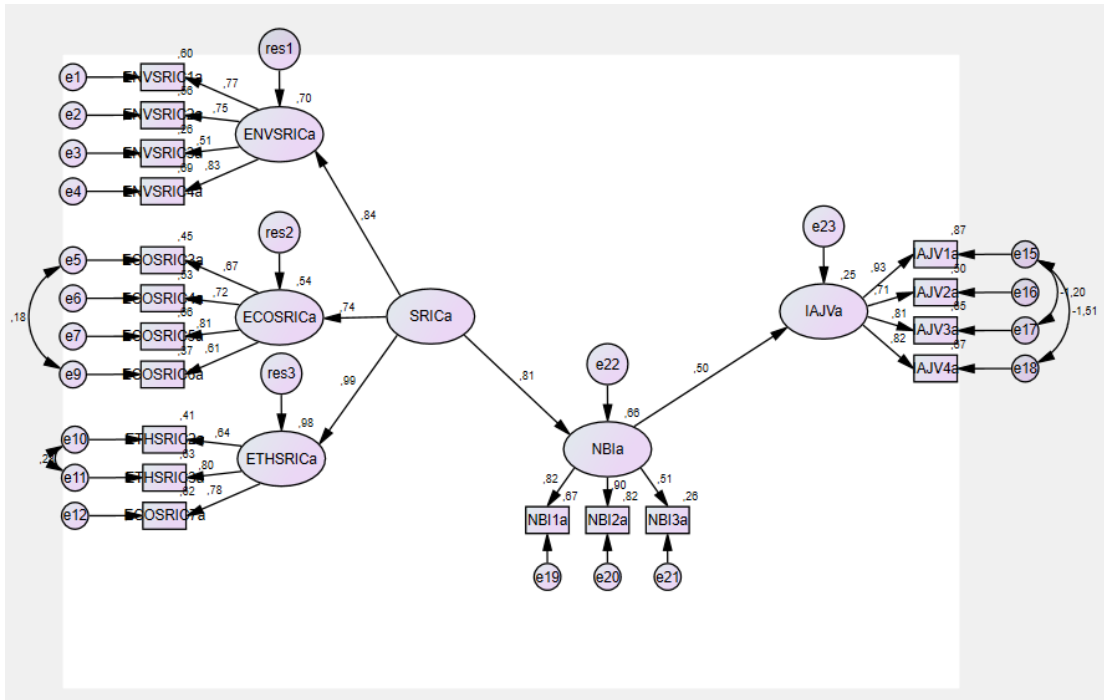 res1
,60
,70
e1
ENVSRIC1a
,77
,56
e2
ENVSRIC2a
,75
ENVSRICa
,26
e3
ENVSRIC3a
,51
,69
e4
ENVSRIC4a
,83
,84
res2
e23
,45
e5
,67
,54
,25
,87
AJV1a
e15
,93
,53
e6
ECOSRIC4a
,72
ECOSRICa
,74
SRICa
IAJVa
,71
,50
AJV2a
e16
-1,20
-1,51
,18
,66
e7
ECOSRIC5a
,81
,81
,65
AJV3a
e17
,37
e9
ECOSRIC6a
,61
res3
,99
,81
e22
,50
,82
,67
AJV4a
e18
,41
e10
ETHSRIC2a
,64
,98
,66
,63
e11
ETHSRIC3a
,80
ETHSRICa
NBIa
,62
e12
ECOSRIC7a
,78
,82
,67
,90
,82
,51
,26
NBI1a
NBI2a
NBI3a
e19
e20
e21